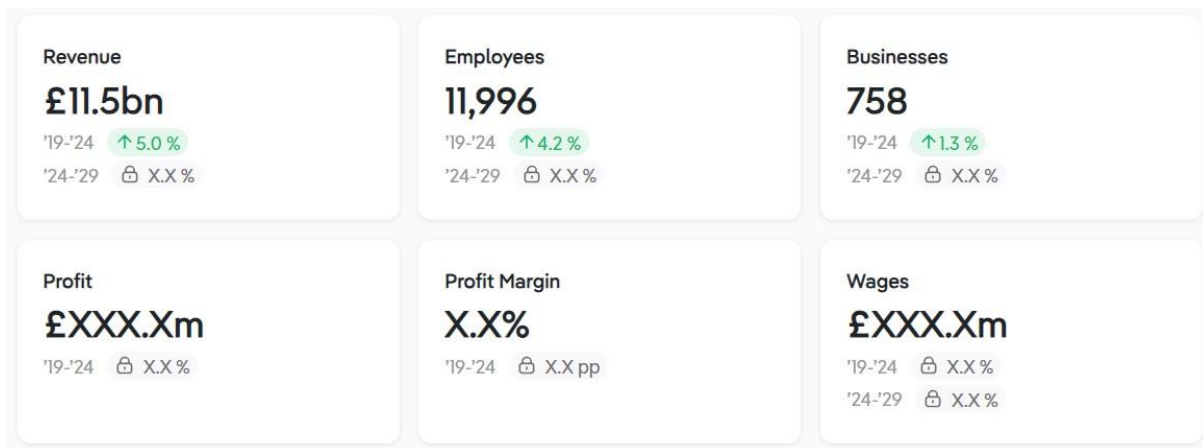 Revenue
£11.5bn
'19-'24 ↑ 5.0 %
'24-'29 X.X %
Employees
11,996
'19-'24 ↑ 4.2 %
'24-'29 X.X %
Businesses
758
'19-'24 ↑ 1.3 %
'24-'29 X.X %
Profit
£XXX.Xm
'19-'24 X.X %
Profit Margin
X.X%
'19-'24 X.X pp
Wages
£XXX.Xm
'19-'24 X.X %
'24-'29 X.X %